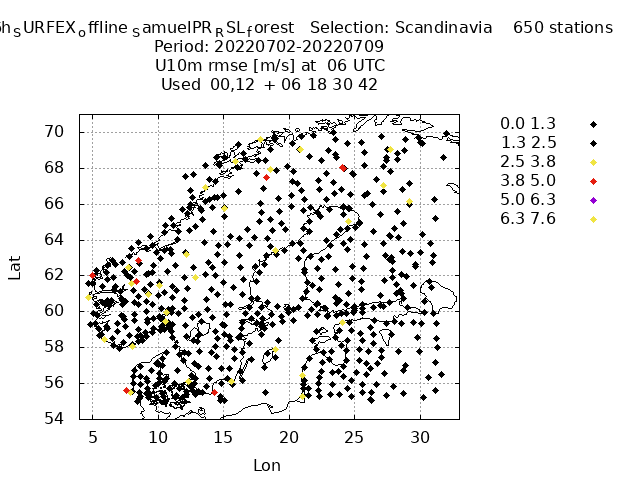 6h_SURFEX_offline_SamuelPR_RSL_forest Selection: Scandinavia 650 stations
Period: 20220702-20220709
U10m rmse [m/s] at 06 UTC
Used 00,12 + 06 18 30 42
70
68
66
64
62
60
58
56
54
Lat
5 10 15 20 25 30
Lon
0.0 1.3
1.3 2.5
2.5 3.8
3.8 5.0
5.0 6.3
6.3 7.6